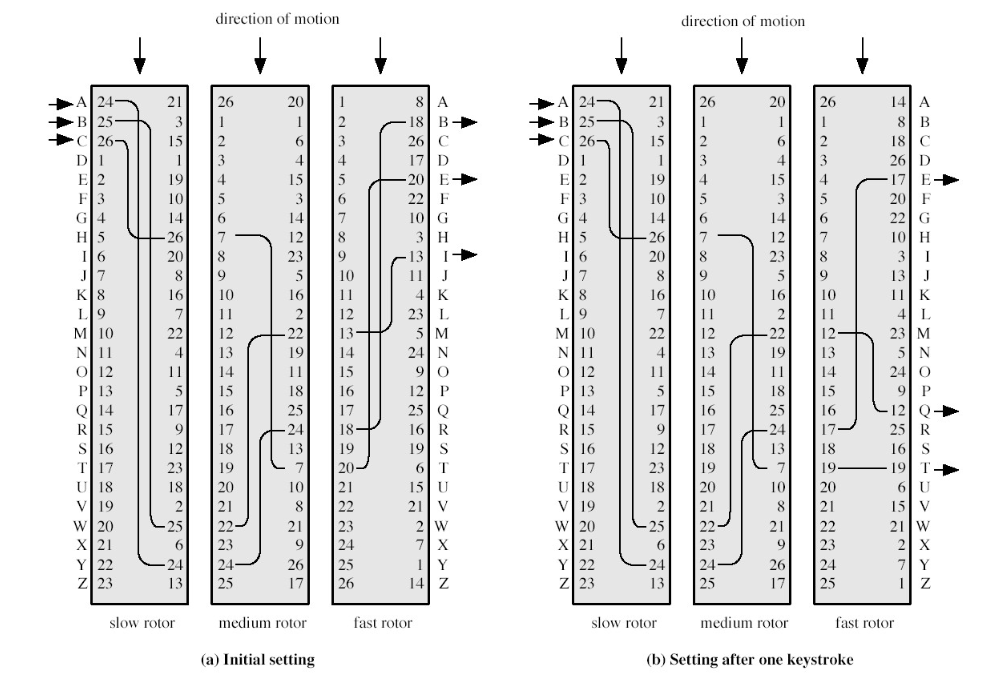 direction of motion direction of motion
A 24 21 26 20 1 8 A A 24 21 26 20 26 14 A
B 25 3 1 1 2 18 B B 25 3 1 1 1 8 B
C 26 15 2 6 3 26 C C 26 15 2 6 2 18 C
D 1 1 3 4 4 17 D D 1 1 3 4 3 26 D
E 2 19 4 15 5 20 E E 2 19 4 15 4 17 E
F 3 10 5 3 6 22 F F 3 10 5 3 5 20 F
G 4 14 6 14 7 10 G G 4 14 6 14 6 22 G
H 5 26 7 12 8 3 H H 5 26 7 12 7 10 H
I 6 20 8 23 9 13 I I 6 20 8 23 8 3 I
J 7 8 9 5 10 11 J J 7 8 9 5 9 13 J
K 8 16 10 16 11 4 K K 8 16 10 16 10 11 K
L 9 7 11 2 12 23 L L 9 7 11 2 11 4 L
M 10 22 12 22 13 5 M M 10 22 12 22 12 23 M
N 11 4 13 19 14 24 N N 11 4 13 19 13 5 N
O 12 11 14 11 15 9 O O 12 11 14 11 14 24 O
P 13 5 15 18 16 12 P P 13 5 15 18 15 9 P
Q 14 17 16 25 17 25 Q Q 14 17 16 25 16 12 Q
R 15 9 17 24 18 16 R R 15 9 17 24 17 25 R
S 16 12 18 13 19 19 S S 16 12 18 13 18 16 S
T 17 23 19 7 20 6 T T 17 23 19 7 19 19 T
U 18 18 20 10 21 15 U U 18 18 20 10 20 6 U
V 19 2 21 8 22 21 V V 19 2 21 8 21 15 V
W 20 25 22 21 23 2 W W 20 25 22 21 22 21 W
X 21 6 23 9 24 7 X X 21 6 23 9 23 2 X
Y 22 24 24 26 25 1 Y Y 22 24 24 26 24 7 Y
Z 23 13 25 17 26 14 Z Z 23 13 25 17 25 1 Z
slow rotor medium rotor fast rotor slow rotor medium rotor fast rotor
(a) Initial setting (b) Setting after one keystroke